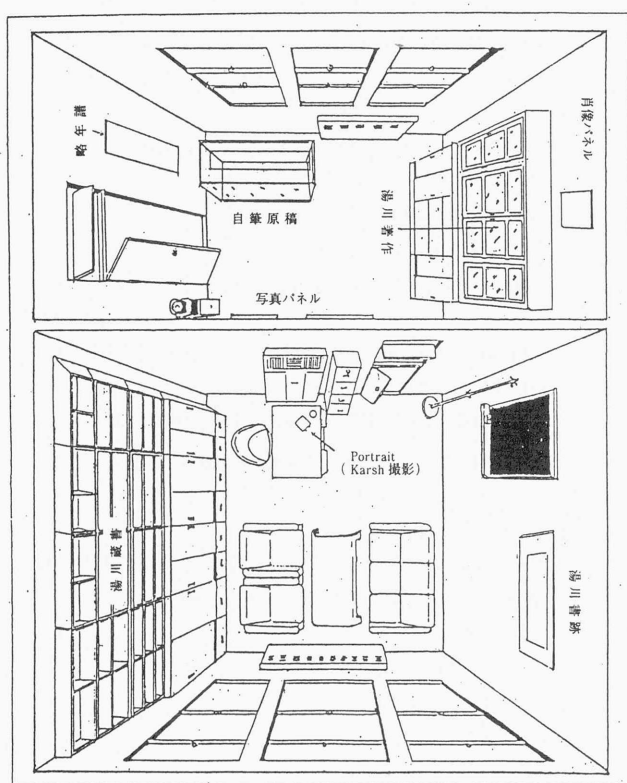 略年譜
自筆原稿
写真パネル
湯川著作
肖像パネル
Portrait
( Karsh 撮影)
湯川蔵書
湯川書跡